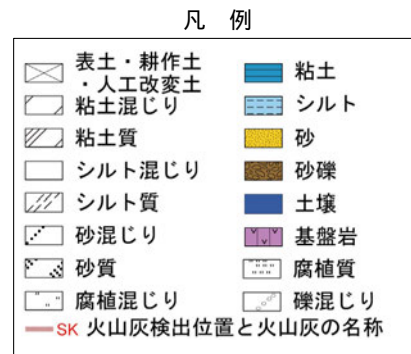 凡 例
表土・耕作土
・人工改変土
粘土混じり
粘土質
シルト混じり
シルト質
砂混じり
砂質
腐植混じり
粘土
シルト
砂
砂礫
土壌
基盤岩
腐植質
礫混じり
SK 火山灰検出位置と火山灰の名称